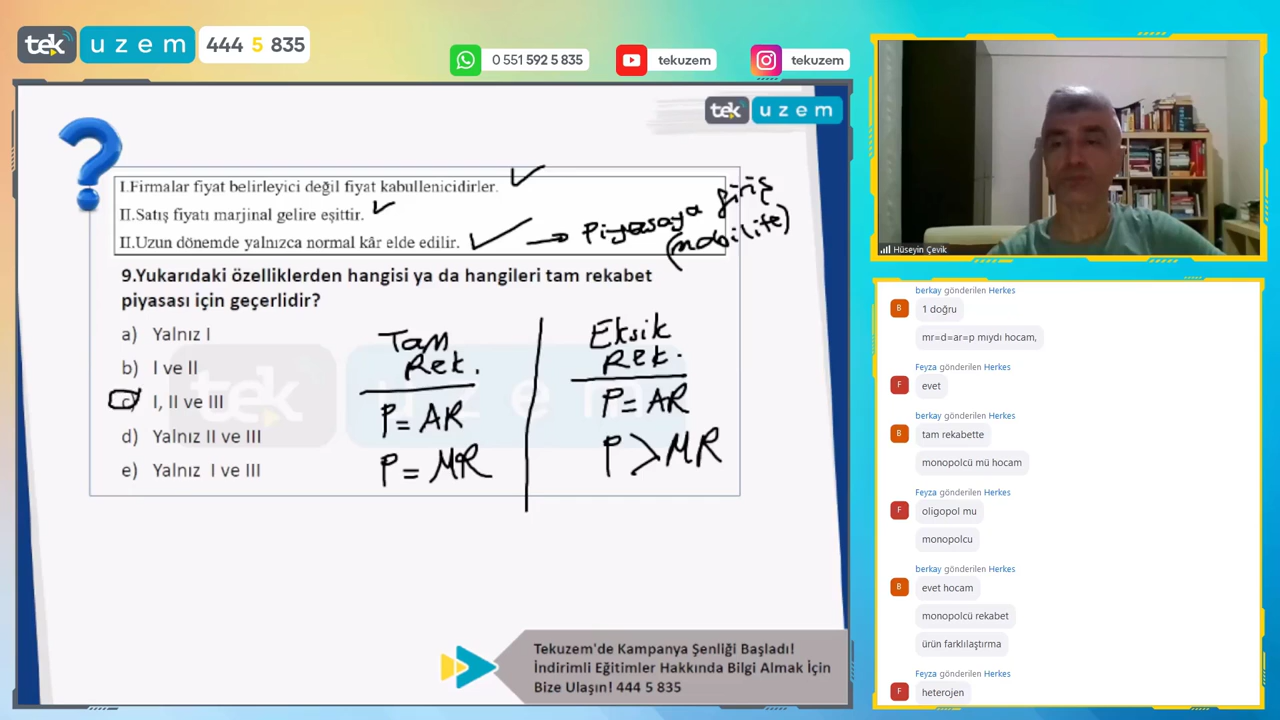 tek uzem 444 5 835
0 551 592 5 835
tekuzem
tekuzem
tek uzem
I.Firmalar fiyat belirleyici değil fiyat kabullenicidirler.
II.Satış fiyatı marjinal gelire eşittir.
II.Uzun dönemde yalnızca normal kâr elde edilir.
Piyasaya giriş
(mobilite)
9.Yukarıdaki özelliklerden hangisi ya da hangileri tam rekabet
piyasası için geçerlidir?
a) Yalnız I
b) I ve II
c) I, II ve III
d) Yalnız II ve III
e) Yalnız I ve III
Tam
Rek.
P = AR
P = MR
Eksik
Rek.
P = AR
P > MR
tek uzem
Tekuzem'de Kampanya Şenliği Başladı!
İndirimli Eğitimler Hakkında Bilgi Almak İçin
Bize Ulaşın! 444 5 835
Hüseyin Çevik
berkay gönderilen Herkes
B
1 doğru
mr=d=ar=p mıydı hocam,
Feyza gönderilen Herkes
F
evet
berkay gönderilen Herkes
B
tam rekabette
monopolcü mü hocam
Feyza gönderilen Herkes
F
oligopol mu
monopolcu
berkay gönderilen Herkes
B
evet hocam
monopolcü rekabet
ürün farklılaştırma
Feyza gönderilen Herkes
F
heterojen